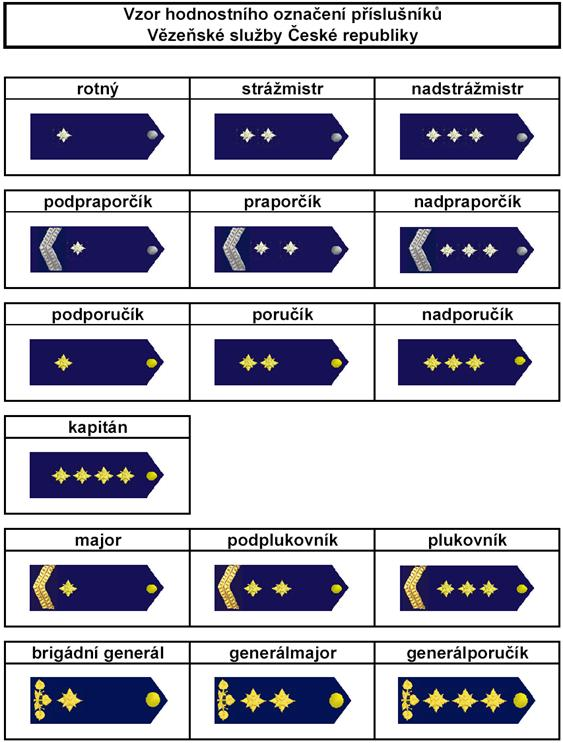 Vzor hodnostního označení příslušníků
Vězeňské služby České republiky
rotný strážmistr nadstrážmistr
podpraporčík praporčík nadpraporčík
podporučík poručík nadporučík
kapitán
major podplukovník plukovník
brigádní generál generálmajor generálporučík